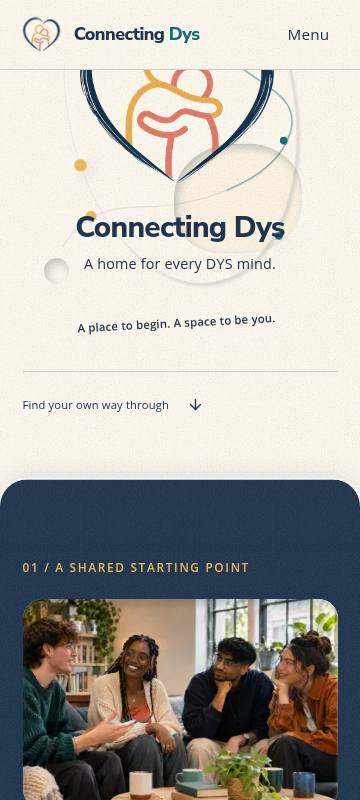 Connecting Dys
Menu
Connecting Dys
A home for every DYS mind.
A place to begin. A space to be you.
Find your own way through
01 / A SHARED STARTING POINT